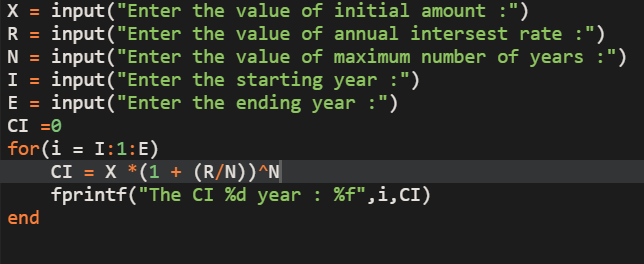 X = input("Enter the value of initial amount :")
R = input("Enter the value of annual intersest rate :")
N = input("Enter the value of maximum number of years :")
I = input("Enter the starting year :")
E = input("Enter the ending year :")
CI =0
for(i = I:1:E)
    CI = X *(1 + (R/N))^N
    fprintf("The CI %d year : %f",i,CI)
end